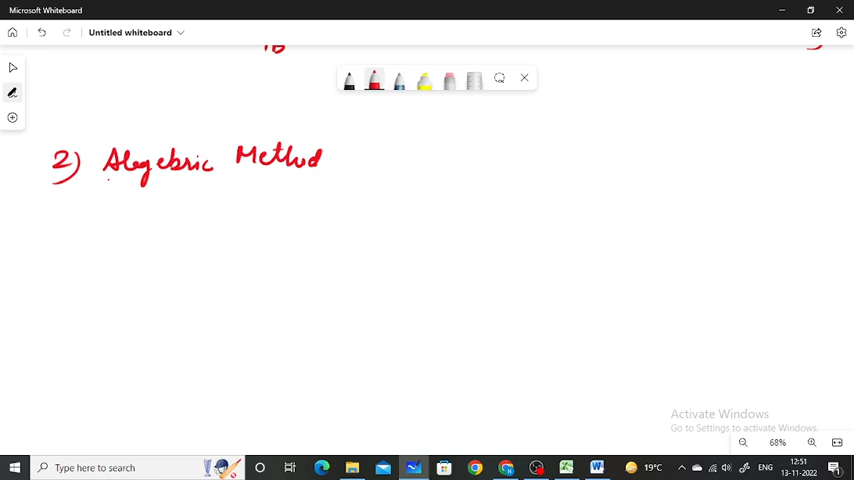 Microsoft Whiteboard
Untitled whiteboard
2) Alegebric Method
Activate Windows
Go to Settings to activate Windows.
68%
Type here to search
19°C
ENG
12:51
13-11-2022
1